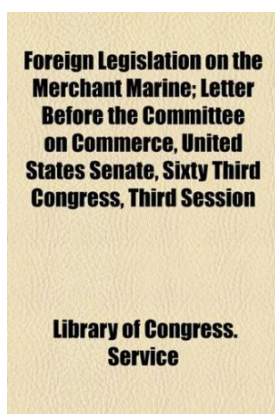 Foreign Legislation on the
Merchant Marine; Letter
Before the Committee
on Commerce, United
States Senate, Sixty Third
Congress, Third Session
Library of Congress.
Service